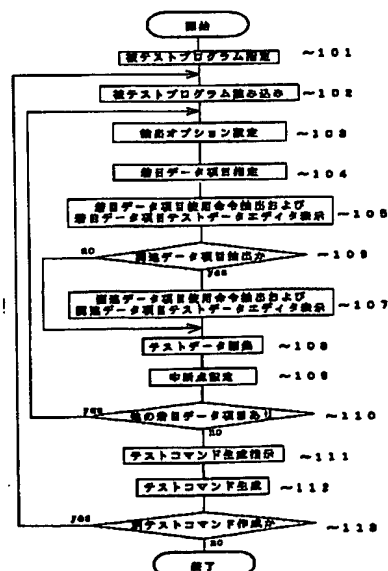 開始
被テストプログラム指定 ~101
被テストプログラム読み込み ~102
抽出オプション設定 ~103
着目データ項目指定 ~104
着目データ項目使用命令抽出および
着目データ項目テストデータエディタ表示 ~105
関連データ項目抽出か ~106
no
yes
関連データ項目使用命令抽出および
関連データ項目テストデータエディタ表示 ~107
テストデータ編集 ~108
中断点設定 ~109
他の着目データ項目あり ~110
yes
no
テストコマンド生成指示 ~111
テストコマンド生成 ~112
別テストコマンド作成か ~113
yes
no
終了